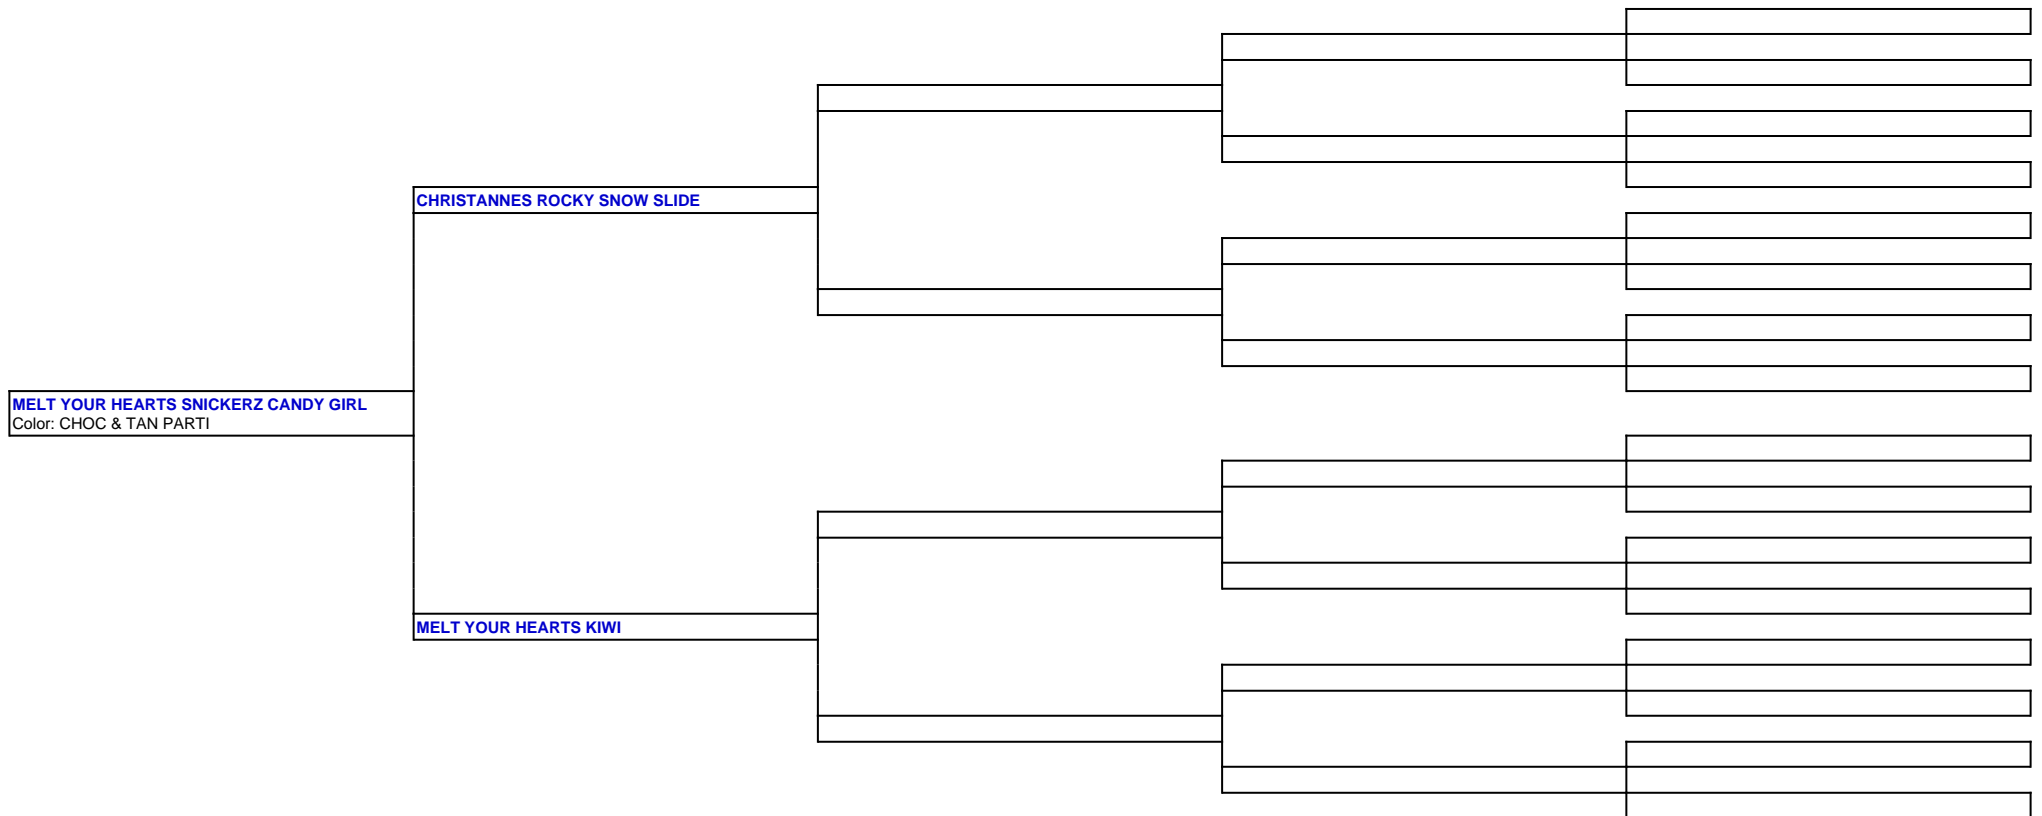 CHRISTANNES ROCKY SNOW SLIDE
MELT YOUR HEARTS SNICKERZ CANDY GIRL
Color: CHOC & TAN PARTI
MELT YOUR HEARTS KIWI